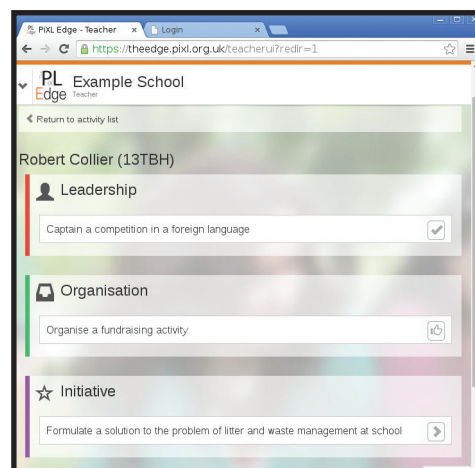 PiXL Edge - Teacher
Login
https://theedge.pixl.org.uk/teacherui?redir=1
PL
Edge
Example School
Teacher
Return to activity list
Robert Collier (13TBH)
Leadership
Captain a competition in a foreign language
Organisation
Organise a fundraising activity
Initiative
Formulate a solution to the problem of litter and waste management at school